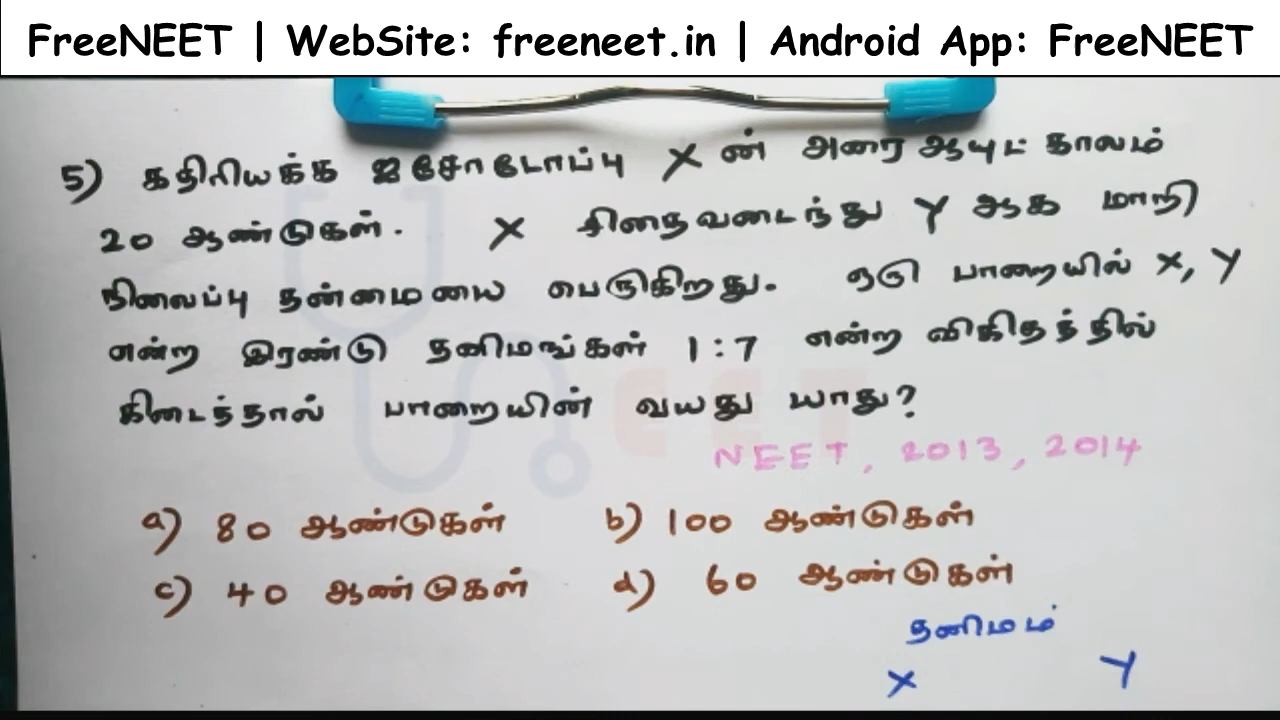 FreeNEET | WebSite: freeneet.in | Android App: FreeNEET
5) கதிரியக்க ஐசோடோப்பு X ன் அரை ஆயுட் காலம்
20 ஆண்டுகள். X சிதைவடைந்து Y ஆக மாறி
நிலைப்பு தன்மையை பெருகிறது. ஒரு பாறையில் X, Y
என்ற இரண்டு தனிமங்கள் 1:7 என்ற விகிதத்தில்
கிடைத்தால் பாறையின் வயது யாது?
NEET, 2013, 2014
a) 80 ஆண்டுகள் b) 100 ஆண்டுகள்
c) 40 ஆண்டுகள் d) 60 ஆண்டுகள்
தனிமம்
X Y